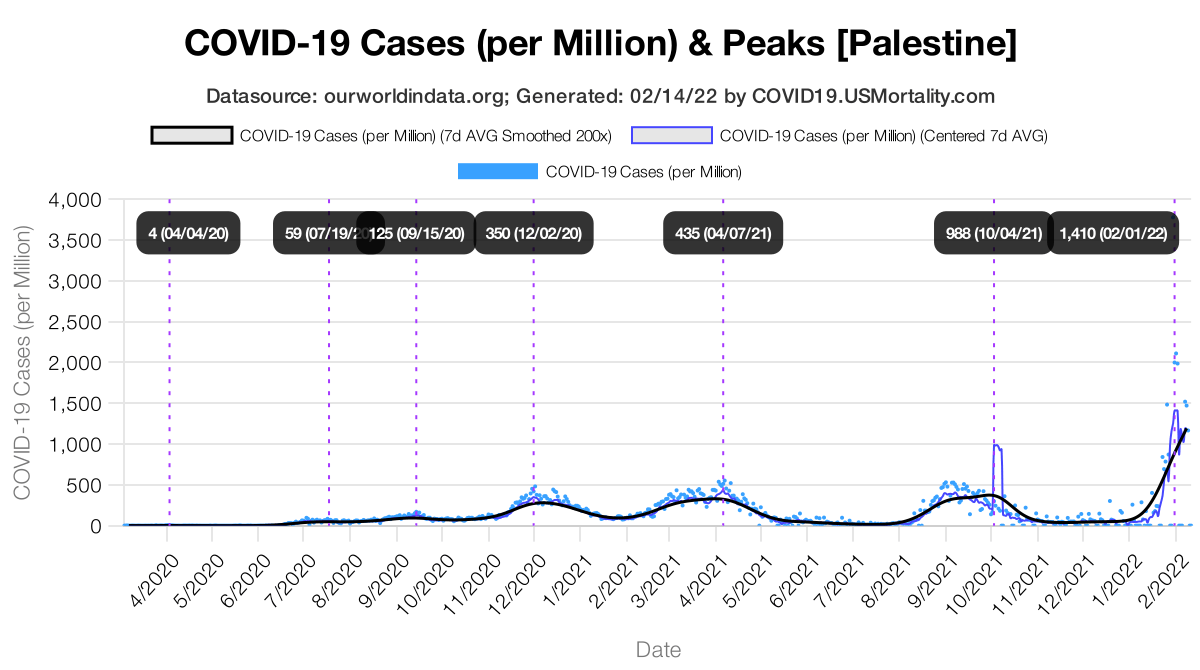 COVID-19 Cases (per Million) & Peaks [Palestine]
Datasource: ourworldindata.org; Generated: 02/14/22 by COVID19.USMortality.com
COVID-19 Cases (per Million) (7d AVG Smoothed 200x) COVID-19 Cases (per Million) (Centered 7d AVG)
COVID-19 Cases (per Million)
COVID-19 Cases (per Million)
4,000
3,500
3,000
2,500
2,000
1,500
1,000
500
0
4 (04/04/20) 59 (07/19/2 125 (09/15/20) 350 (12/02/20) 435 (04/07/21) 988 (10/04/21) 1,410 (02/01/22)
4/2020 5/2020 6/2020 7/2020 8/2020 9/2020 10/2020 11/2020 12/2020 1/2021 2/2021 3/2021 4/2021 5/2021 6/2021 7/2021 8/2021 9/2021 10/2021 11/2021 12/2021 1/2022 2/2022
Date